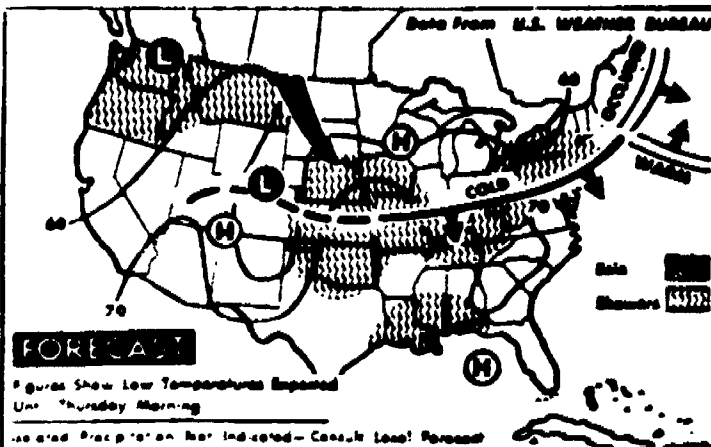 Data From U.S. WEATHER BUREAU
L
60
OCCLUDED
H
WARM
L
COLD
70
60
H
Rain
Showers
70
FORECAST
H
Figures Show Low Temperatures Expected
Until Thursday Morning
Isolated Precipitation Not Indicated—Consult Local Forecast